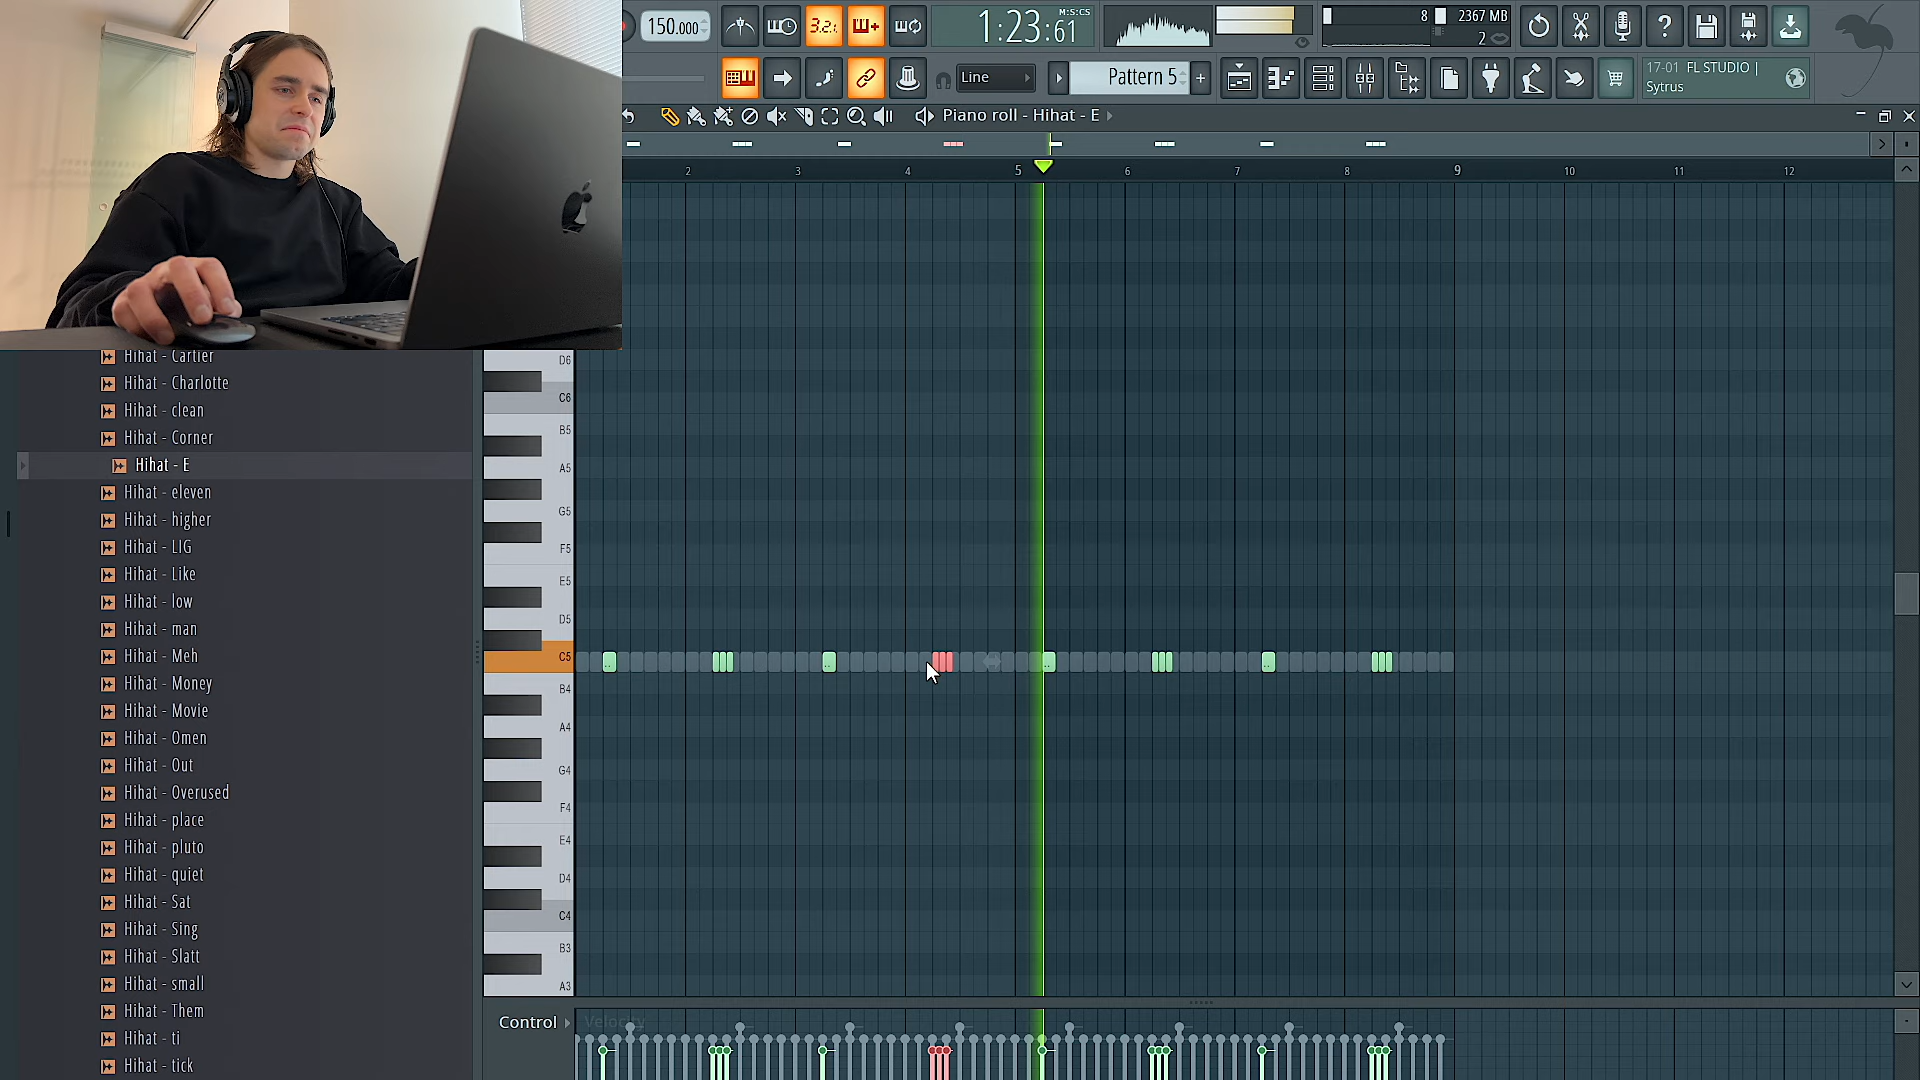 150.000
3.2.
1:23:61
M:S:CS
8
2367 MB
2
Line
Pattern 5
17-01 FL STUDIO |
Sytrus
Piano roll - Hihat - E
2 3 4 5 6 7 8 9 10 11 12
Hihat - Cartier
Hihat - Charlotte
Hihat - clean
Hihat - Corner
Hihat - E
Hihat - eleven
Hihat - higher
Hihat - LIG
Hihat - Like
Hihat - low
Hihat - man
Hihat - Meh
Hihat - Money
Hihat - Movie
Hihat - Omen
Hihat - Out
Hihat - Overused
Hihat - place
Hihat - pluto
Hihat - quiet
Hihat - Sat
Hihat - Sing
Hihat - Slatt
Hihat - small
Hihat - Them
Hihat - ti
Hihat - tick
D6
C6
B5
A5
G5
F5
E5
D5
C5
B4
A4
G4
F4
E4
D4
C4
B3
A3
Control
Velocity